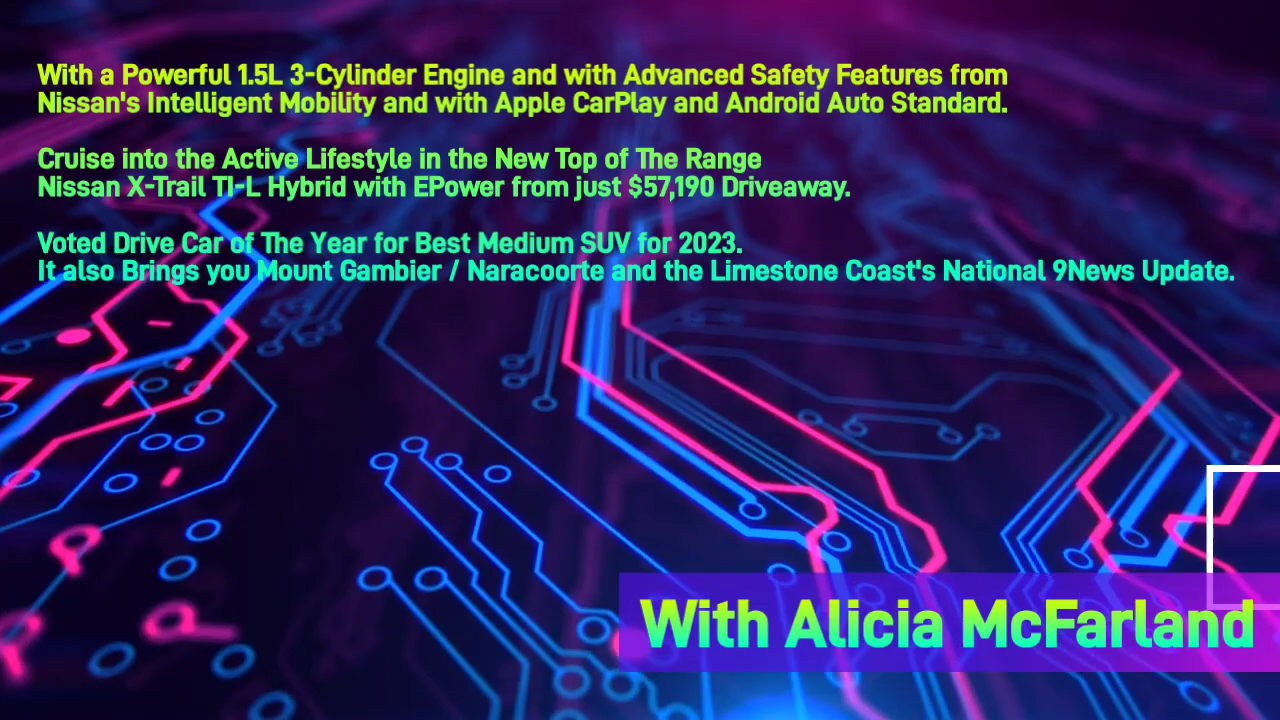 With a Powerful 1.5L 3-Cylinder Engine and with Advanced Safety Features from
Nissan's Intelligent Mobility and with Apple CarPlay and Android Auto Standard.
Cruise into the Active Lifestyle in the New Top of The Range
Nissan X-Trail TI-L Hybrid with EPower from just $57,190 Driveaway.
Voted Drive Car of The Year for Best Medium SUV for 2023.
It also Brings you Mount Gambier / Naracoorte and the Limestone Coast's National 9News Update.
With Alicia McFarland